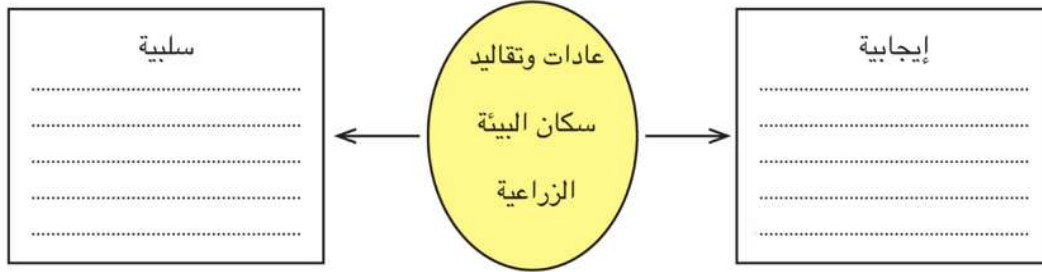 إيجابية
عادات وتقاليد
سكان البيئة
الزراعية
سلبية